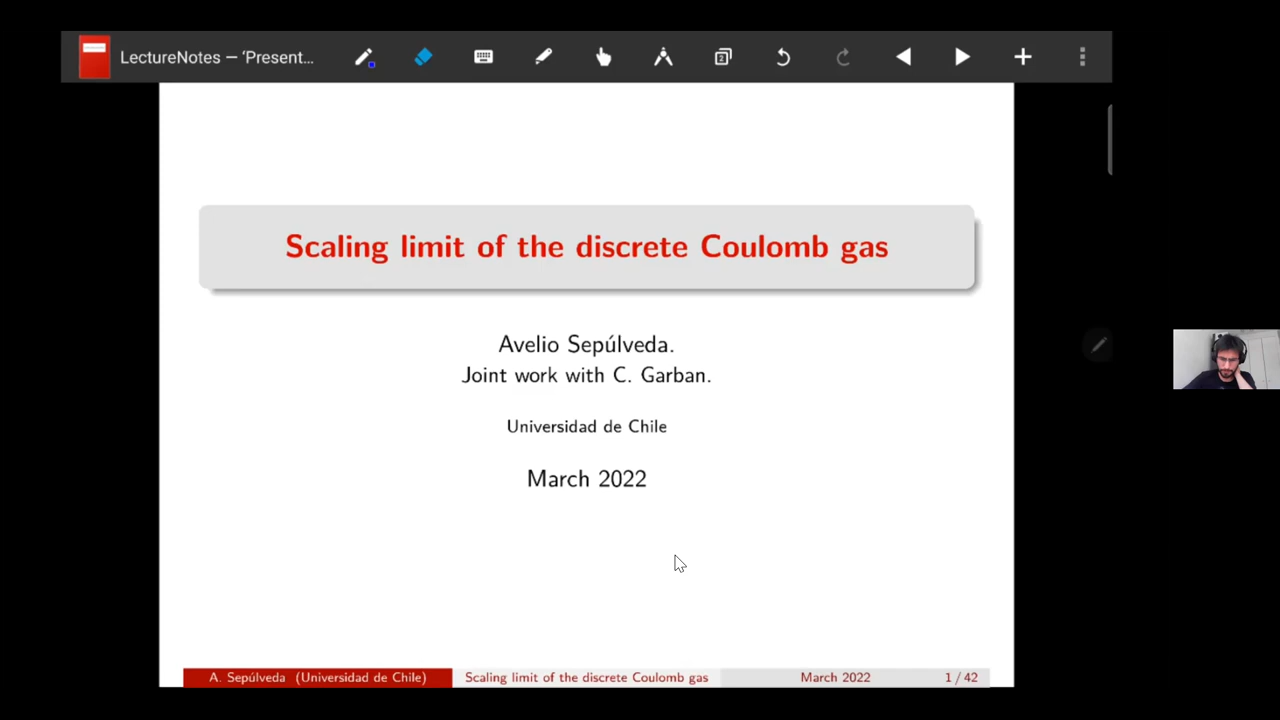 LectureNotes — ‘Present...
2
Scaling limit of the discrete Coulomb gas
Avelio Sepúlveda.
Joint work with C. Garban.
Universidad de Chile
March 2022
A. Sepúlveda (Universidad de Chile) Scaling limit of the discrete Coulomb gas March 2022 1 / 42